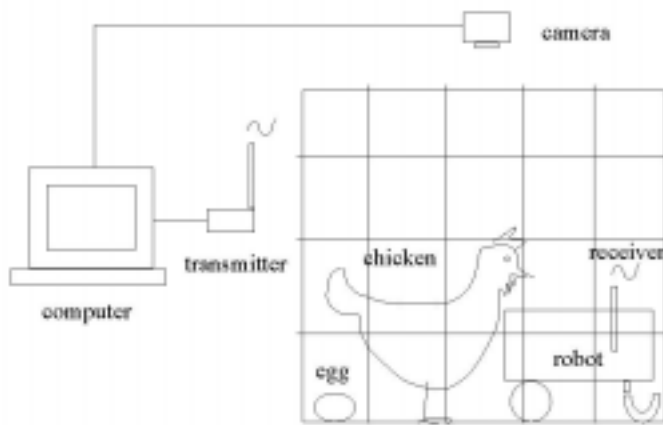 camera
chicken
receiver
transmitter
computer
robot
egg